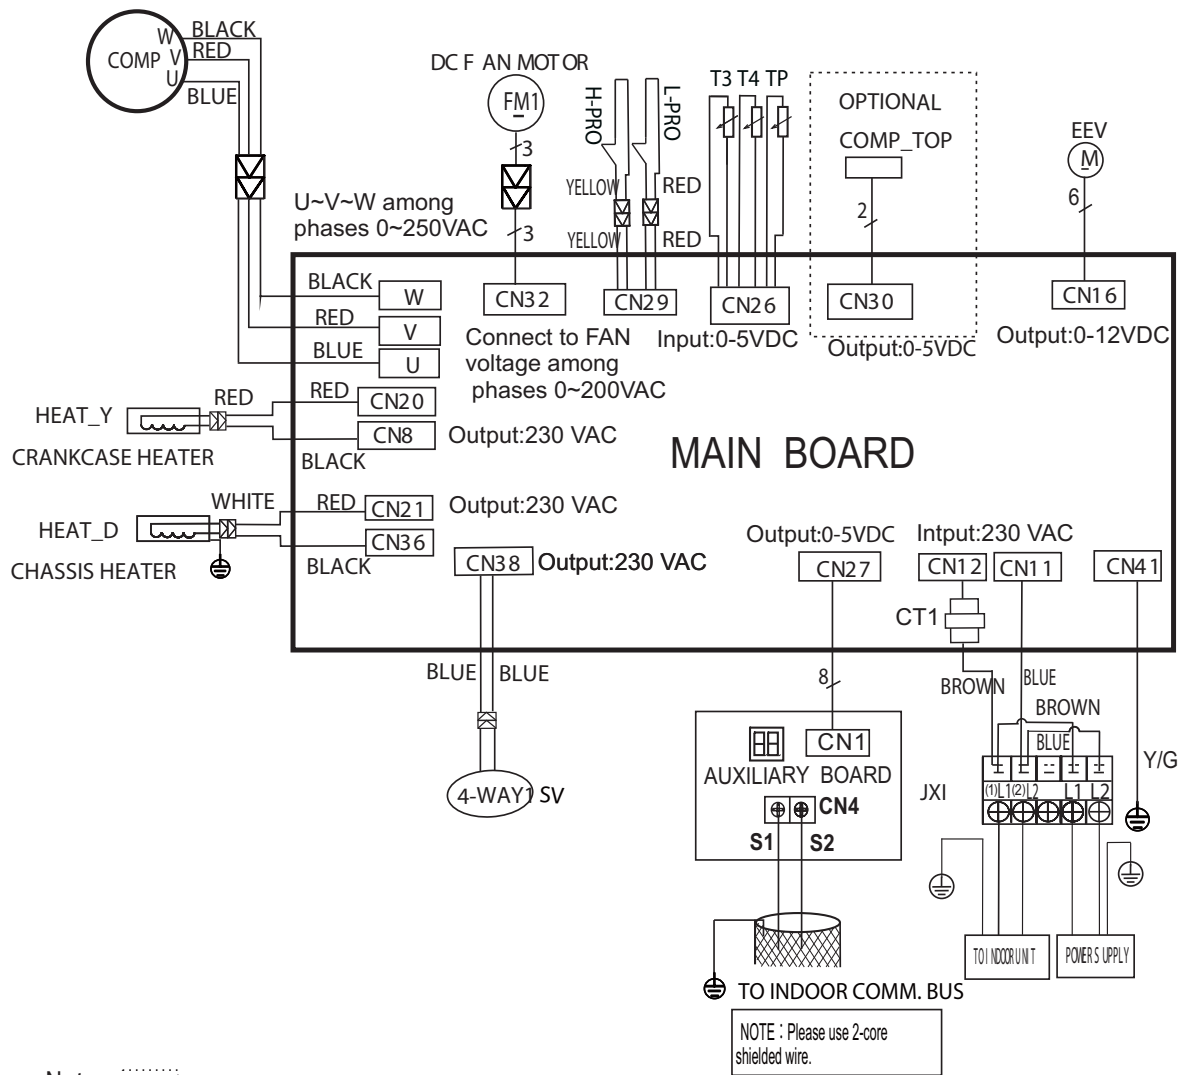 BLACK
W
RED
COMP V
U
BLUE
DC F AN MOT OR
FM1
3
3
H-PRO
L-PRO
YELLOW RED
YELLOW RED
T3 T4 TP
OPTIONAL
COMP_TOP
2
EEV
M
6
U~V~W among
phases 0~250VAC
BLACK W
RED V
BLUE U
CN32
CN29
CN26
CN30
CN16
Connect to FAN
voltage among
phases 0~200VAC
Input:0-5VDC
Output:0-5VDC
Output:0-12VDC
HEAT_Y
RED
RED
CN20
CN8
Output:230 VAC
BLACK
CRANKCASE HEATER
MAIN BOARD
HEAT_D
WHITE
RED
CN21
Output:230 VAC
CN36
BLACK
CHASSIS HEATER
CN38
Output:230 VAC
Output:0-5VDC
CN27
Intput:230 VAC
CN12
CN11
CN41
CT1
BLUE BLUE
4-WAY1 SV
8
BROWN
BLUE
BROWN
BLUE
Y/G
CN1
AUXILIARY BOARD
CN4
S1 S2
JXI
(1)L1(2)L2 L1 L2
TO I NDOOR UN IT
POWER S UPPLY
TO INDOOR COMM. BUS
NOTE : Please use 2-core
shielded wire.